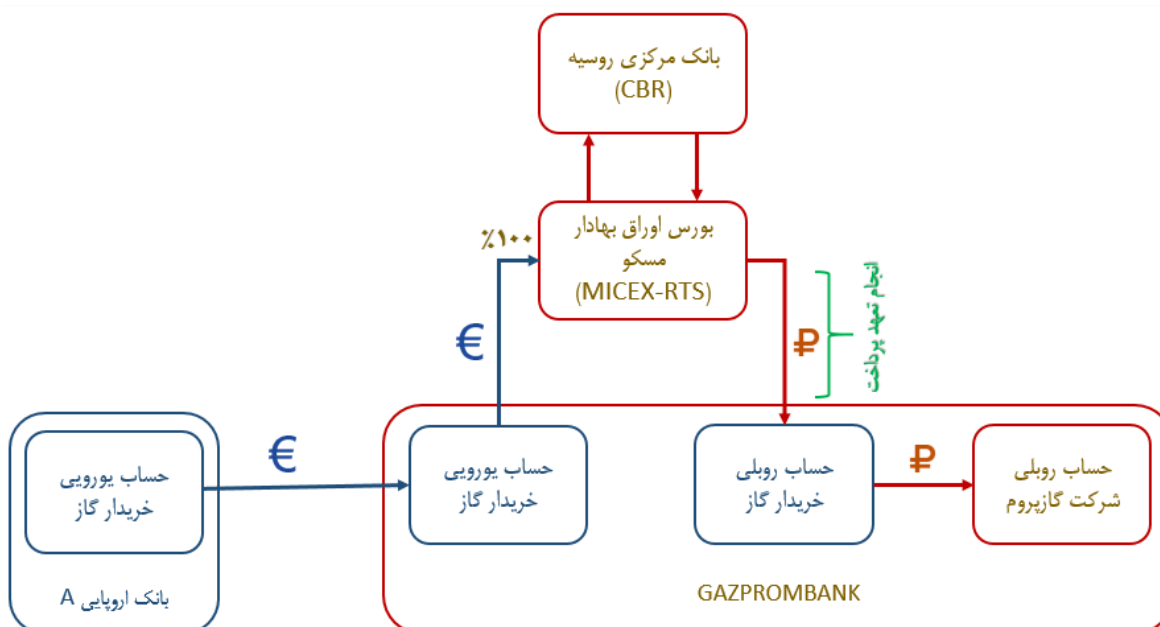 بانک مرکزی روسیه
(CBR)
بورس اوراق بهادار
مسکو
(MICEX-RTS)
٪۱۰۰
€
₽
انجام تعهد پرداخت
€
حساب یورویی
خریدار گاز
حساب یورویی
خریدار گاز
حساب روبلی
خریدار گاز
₽
حساب روبلی
شرکت گازپروم
بانک اروپایی A
GAZPROMBANK